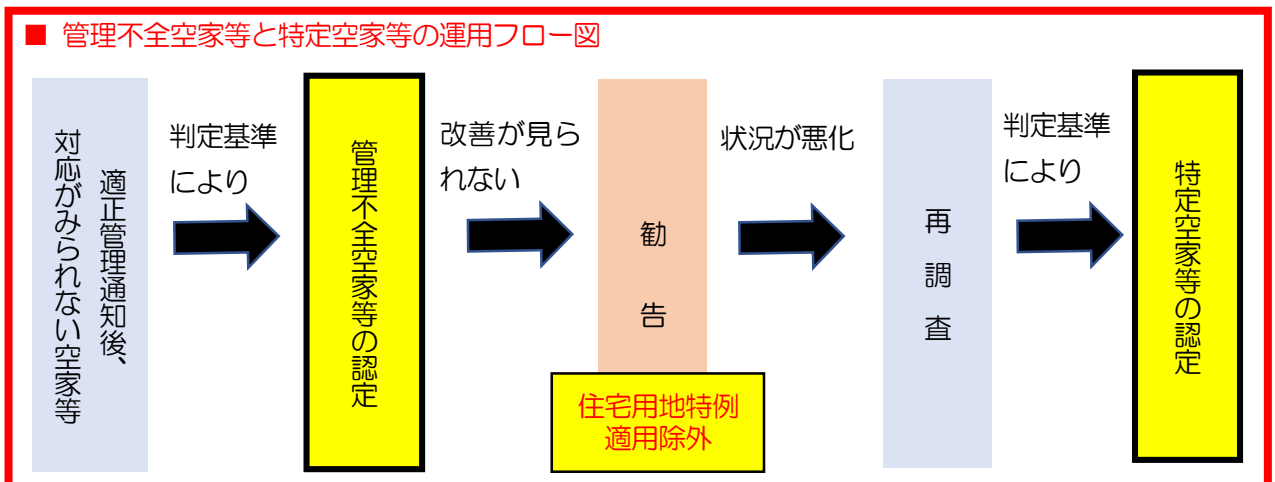 ■ 管理不全空家等と特定空家等の運用フロー図
適正管理通知後、
対応がみられない空家等
判定基準
により
管理不全空家等の認定
改善が見ら
れない
勧告
住宅用地特例
適用除外
状況が悪化
再調査
判定基準
により
特定空家等の認定